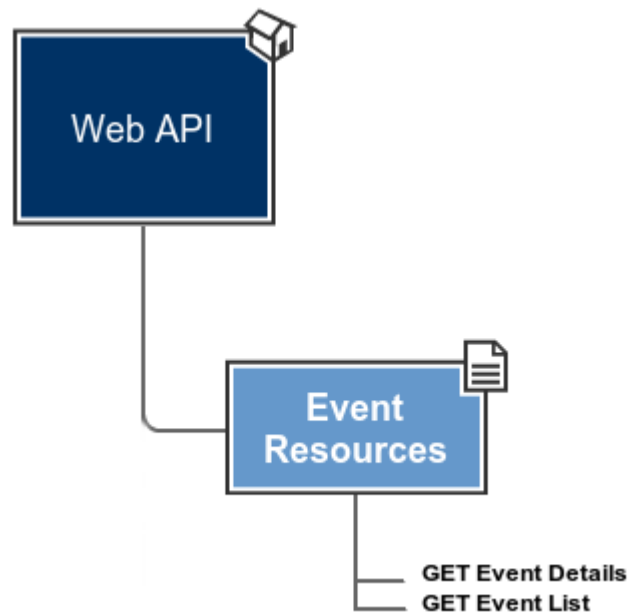 Web API
Event
Resources
GET Event Details
GET Event List